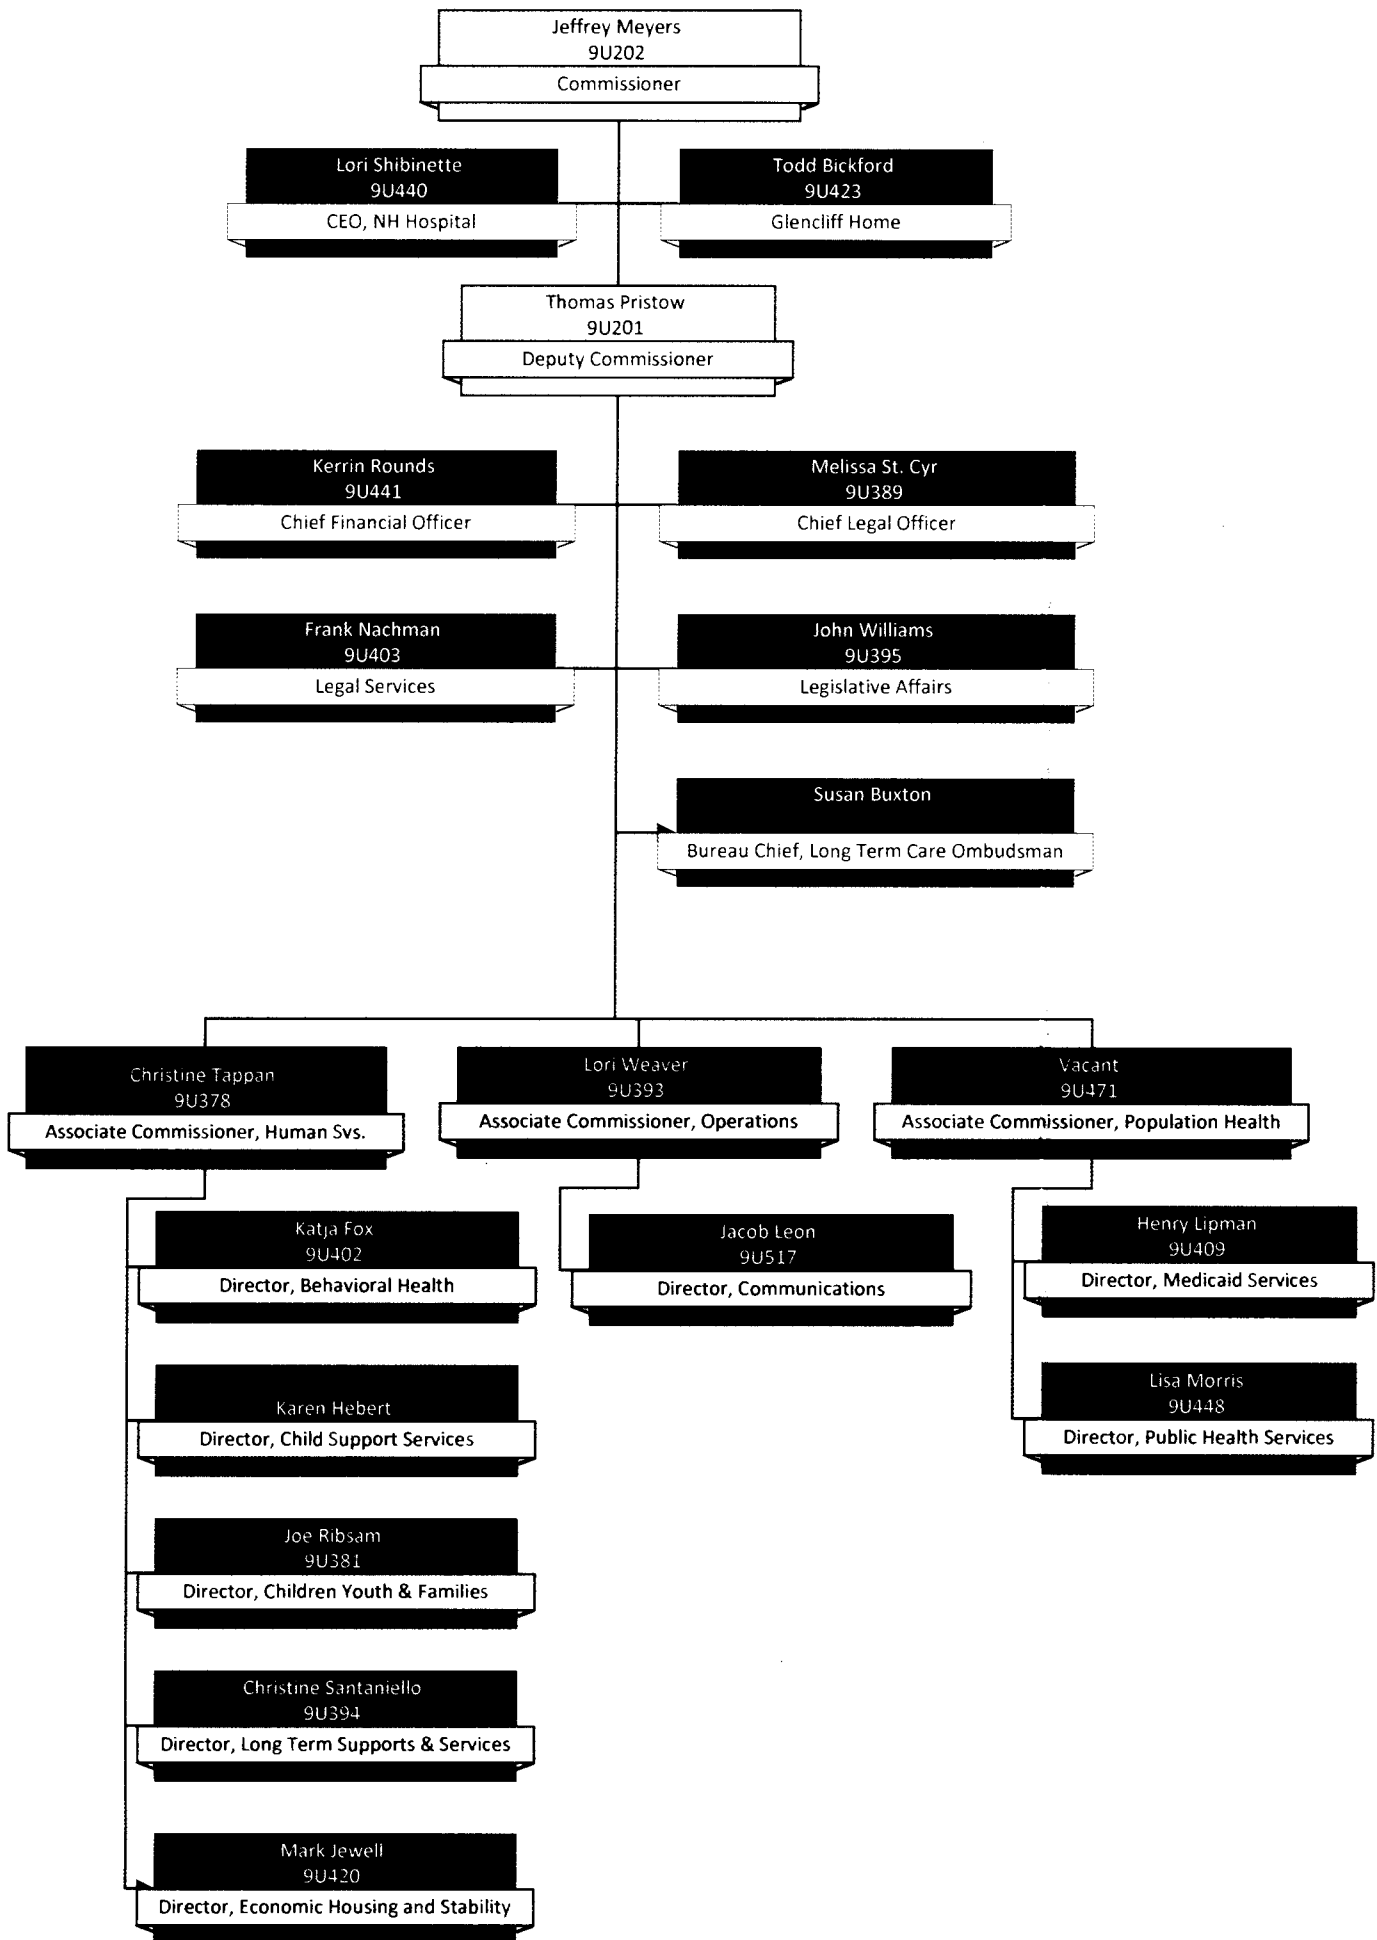 Jeffrey Meyers
9U202
Commissioner
Lori Shibinette
9U440
CEO, NH Hospital
Todd Bickford
9U423
Glencliff Home
Thomas Pristow
9U201
Deputy Commissioner
Kerrin Rounds
9U441
Chief Financial Officer
Melissa St. Cyr
9U389
Chief Legal Officer
Frank Nachman
9U403
Legal Services
John Williams
9U395
Legislative Affairs
Susan Buxton
Bureau Chief, Long Term Care Ombudsman
Christine Tappan
9U378
Associate Commissioner, Human Svs.
Lori Weaver
9U393
Associate Commissioner, Operations
Vacant
9U471
Associate Commissioner, Population Health
Katja Fox
9U402
Director, Behavioral Health
Jacob Leon
9U517
Director, Communications
Henry Lipman
9U409
Director, Medicaid Services
Karen Hebert
Director, Child Support Services
Lisa Morris
9U448
Director, Public Health Services
Joe Ribsam
9U381
Director, Children Youth & Families
Christine Santaniello
9U394
Director, Long Term Supports & Services
Mark Jewell
9U420
Director, Economic Housing and Stability